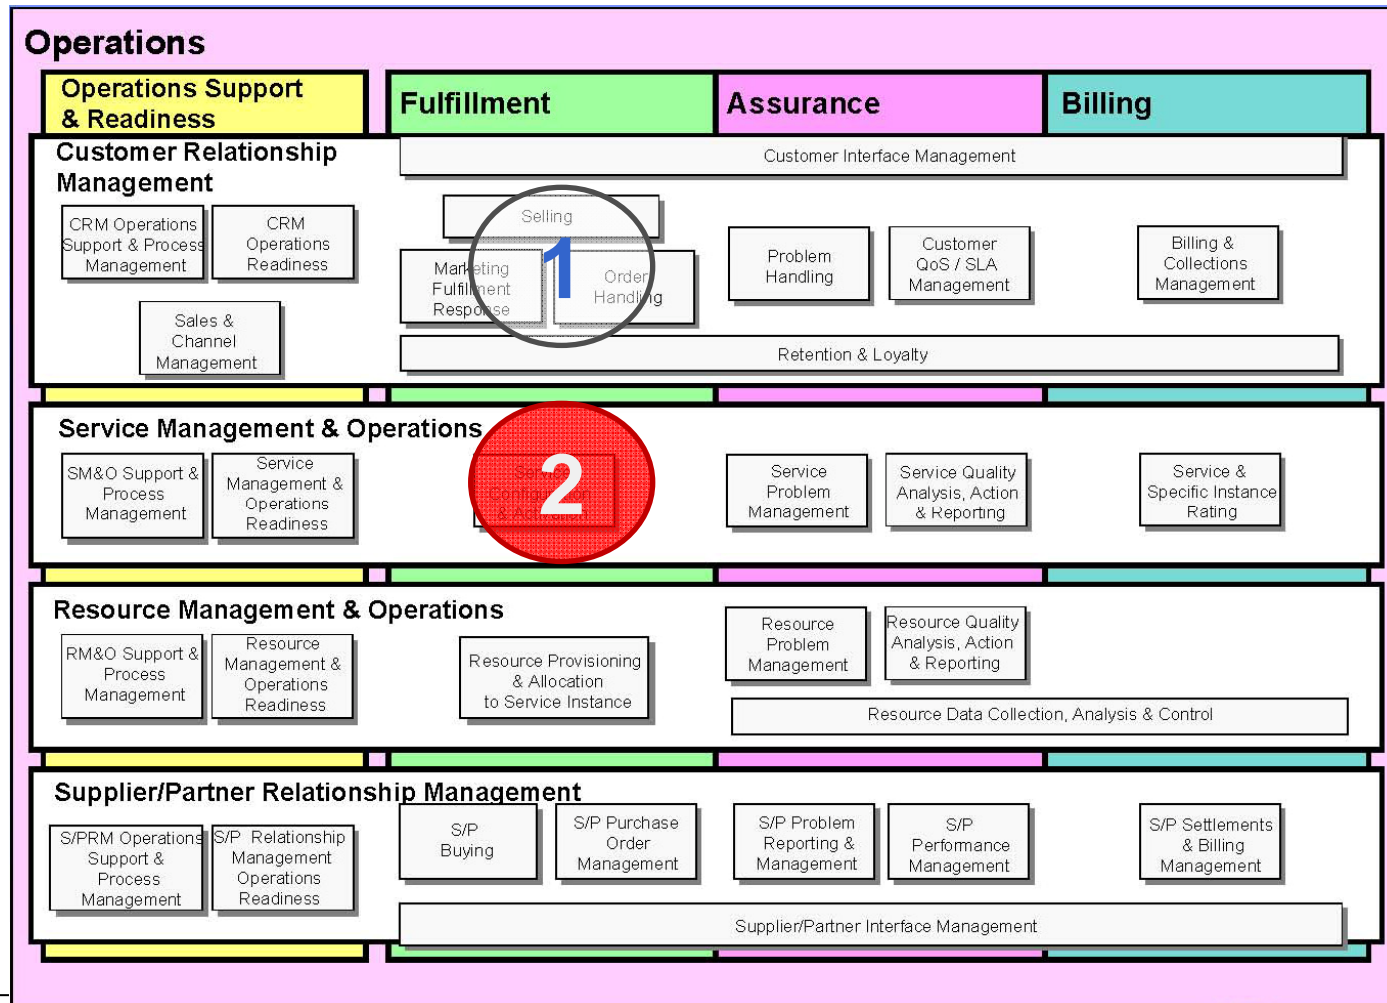 Operations
Operations Support
& Readiness
Fulfillment
Assurance
Billing
Customer Relationship
Management
Customer Interface Management
CRM Operations
Support & Process
Management
CRM
Operations
Readiness
Sales &
Channel
Management
Selling
1
Marketing
Fulfillment
Response
Order
Handling
Problem
Handling
Customer
QoS / SLA
Management
Billing &
Collections
Management
Retention & Loyalty
Service Management & Operations
SM&O Support &
Process
Management
Service
Management &
Operations
Readiness
Service
Configuration
& Activation
2
Service
Problem
Management
Service Quality
Analysis, Action
& Reporting
Service &
Specific Instance
Rating
Resource Management & Operations
RM&O Support &
Process
Management
Resource
Management &
Operations
Readiness
Resource Provisioning
& Allocation
to Service Instance
Resource
Problem
Management
Resource Quality
Analysis, Action
& Reporting
Resource Data Collection, Analysis & Control
Supplier/Partner Relationship Management
S/PRM Operations
Support &
Process
Management
S/P Relationship
Management
Operations
Readiness
S/P
Buying
S/P Purchase
Order
Management
S/P Problem
Reporting &
Management
S/P
Performance
Management
S/P Settlements
& Billing
Management
Supplier/Partner Interface Management